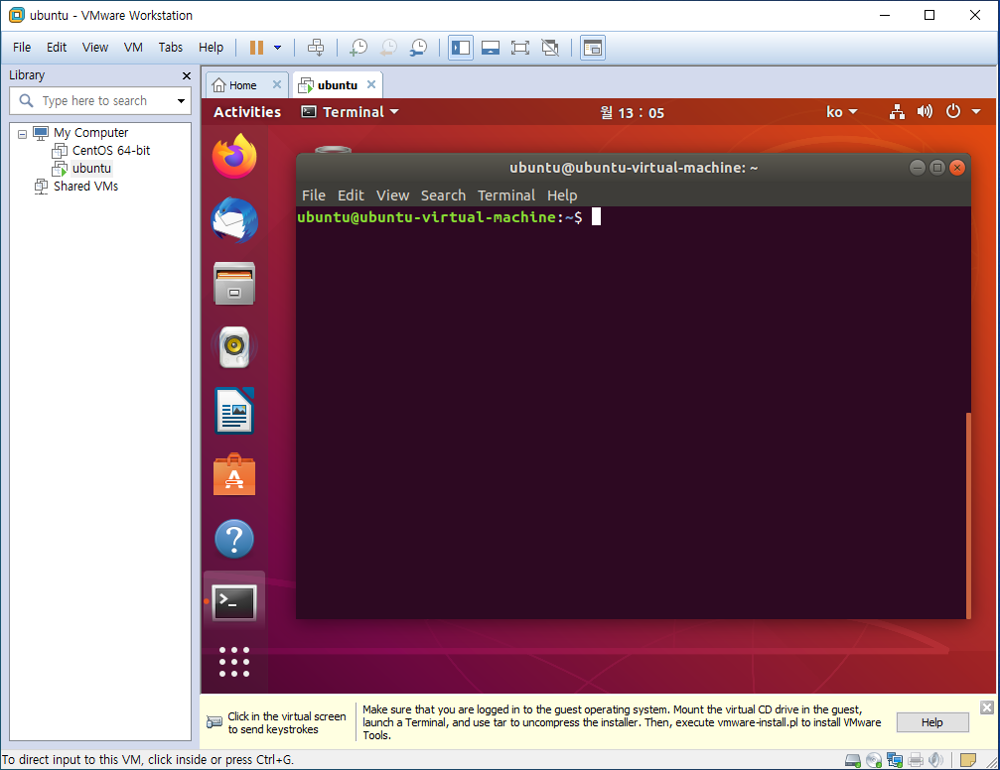 ubuntu - VMware Workstation
File Edit View VM Tabs Help
Library
Type here to search
My Computer
CentOS 64-bit
ubuntu
Shared VMs
Home ubuntu
Activities Terminal 월 13 : 05 ko
ubuntu@ubuntu-virtual-machine: ~
File Edit View Search Terminal Help
ubuntu@ubuntu-virtual-machine:~$
Click in the virtual screen
to send keystrokes
Make sure that you are logged in to the guest operating system. Mount the virtual CD drive in the guest,
launch a Terminal, and use tar to uncompress the installer. Then, execute vmware-install.pl to install VMware
Tools.
Help
To direct input to this VM, click inside or press Ctrl+G.